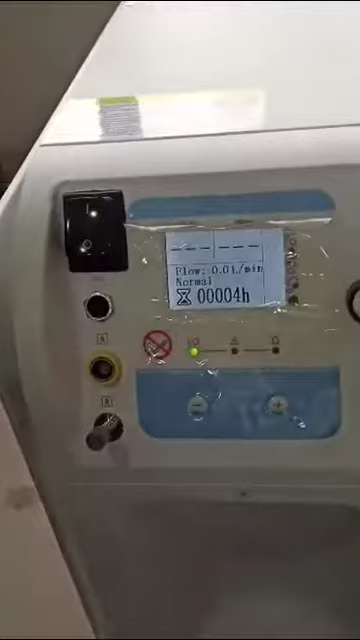 -- -- -- --
Flow: 0.0L/min
Normal
00004h
A
B
I/O